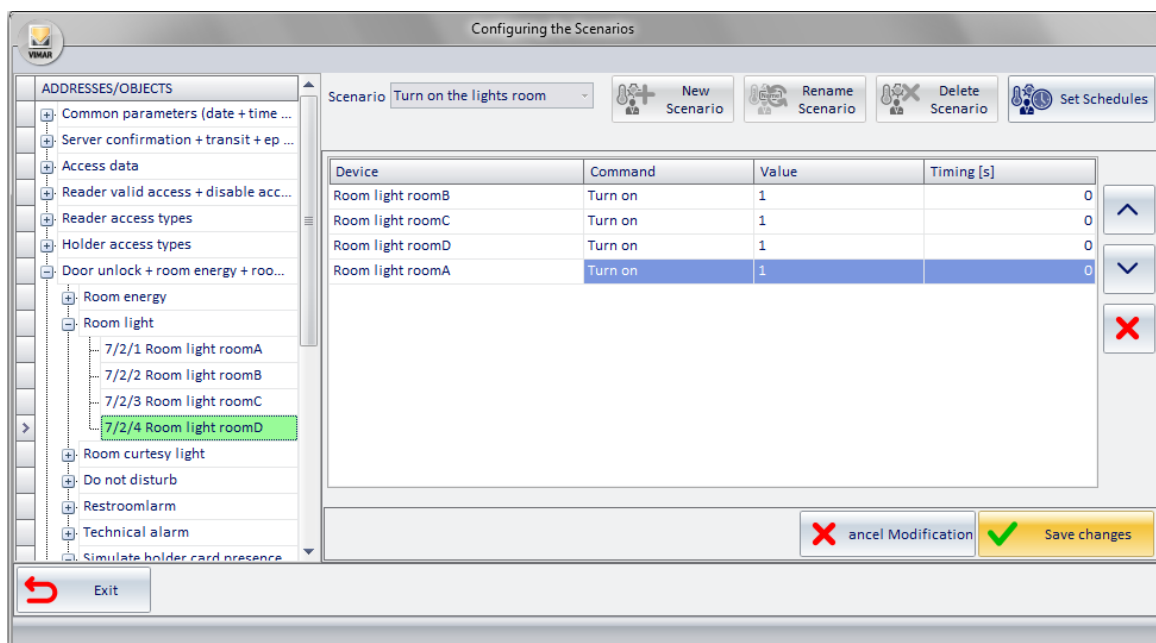 Configuring the Scenarios
VIMAR
ADDRESSES/OBJECTS
Common parameters (date + time ...
Server confirmation + transit + ep ...
Access data
Reader valid access + disable acc...
Reader access types
Holder access types
Door unlock + room energy + roo...
Room energy
Room light
7/2/1 Room light roomA
7/2/2 Room light roomB
7/2/3 Room light roomC
7/2/4 Room light roomD
Room curtesy light
Do not disturb
Restroomlarm
Technical alarm
Simulate holder card presence
Scenario Turn on the lights room
New
Scenario
Rename
Scenario
Delete
Scenario
Set Schedules
Device Command Value Timing [s]
Room light roomB Turn on 1 0
Room light roomC Turn on 1 0
Room light roomD Turn on 1 0
Room light roomA Turn on 1 0
ancel Modification
Save changes
Exit